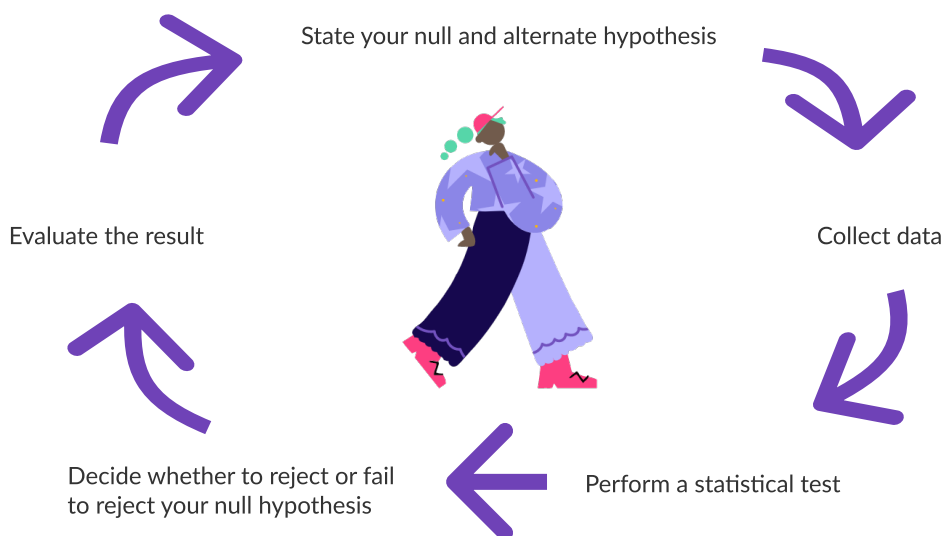 State your null and alternate hypothesis
Collect data
Perform a statistical test
Decide whether to reject or fail
to reject your null hypothesis
Evaluate the result